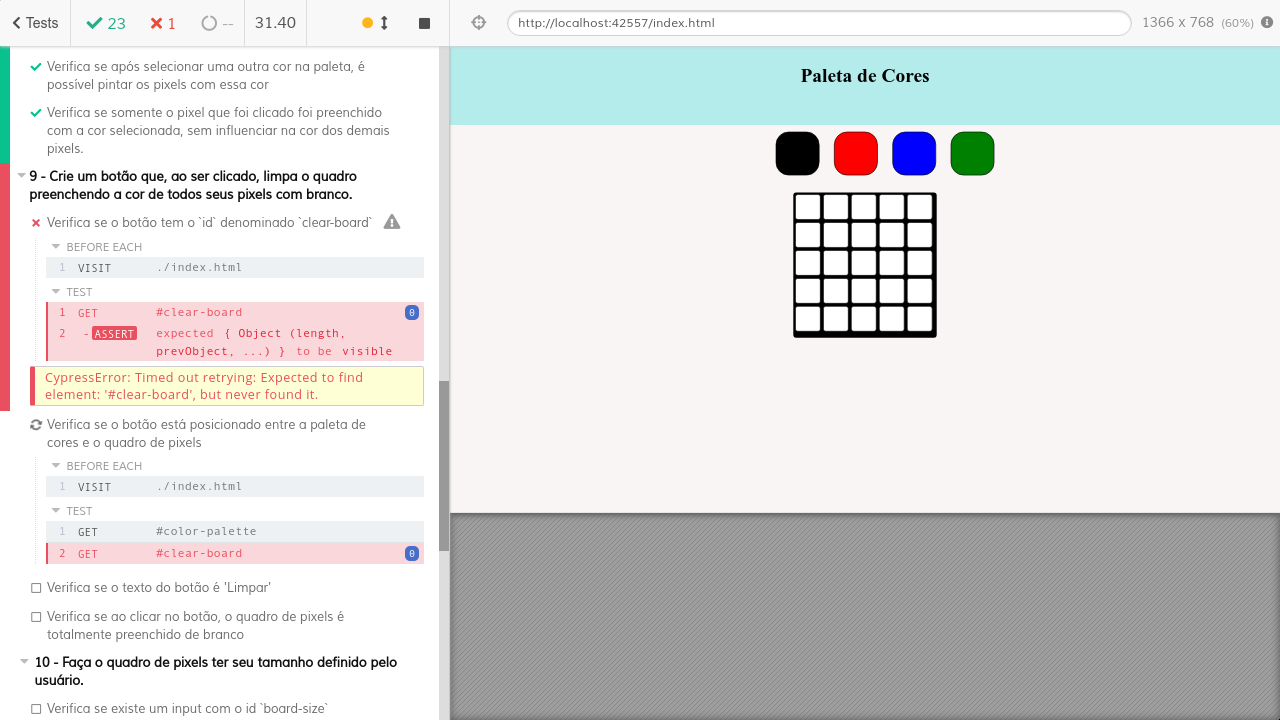 Tests
23
1
--
31.40
http://localhost:42557/index.html
1366 x 768 (60%)
Verifica se após selecionar uma outra cor na paleta, é
possível pintar os pixels com essa cor
Verifica se somente o pixel que foi clicado foi preenchido
com a cor selecionada, sem influenciar na cor dos demais
pixels.
9 - Crie um botão que, ao ser clicado, limpa o quadro
preenchendo a cor de todos seus pixels com branco.
Verifica se o botão tem o `id` denominado `clear-board`
BEFORE EACH
1 VISIT ./index.html
TEST
1 GET #clear-board 0
2 -ASSERT expected { Object (length,
prevObject, ...) } to be visible
CypressError: Timed out retrying: Expected to find
element: '#clear-board', but never found it.
Verifica se o botão está posicionado entre a paleta de
cores e o quadro de pixels
BEFORE EACH
1 VISIT ./index.html
TEST
1 GET #color-palette
2 GET #clear-board 0
Verifica se o texto do botão é 'Limpar'
Verifica se ao clicar no botão, o quadro de pixels é
totalmente preenchido de branco
10 - Faça o quadro de pixels ter seu tamanho definido pelo
usuário.
Verifica se existe um input com o id `board-size`
Paleta de Cores